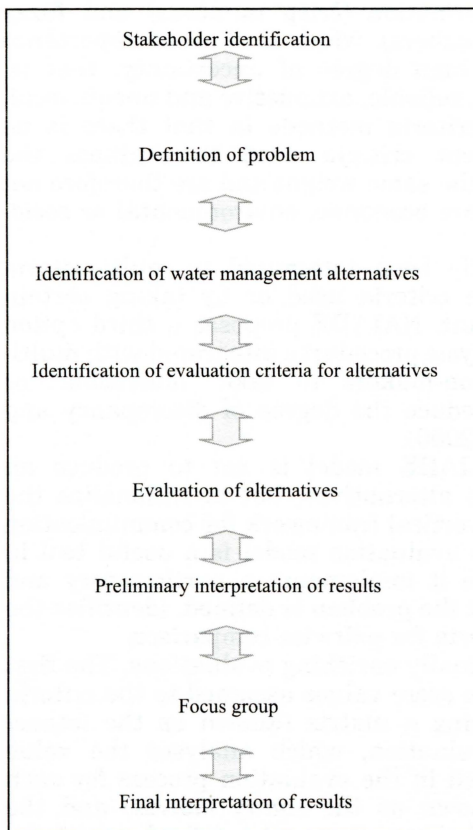 Stakeholder identification
Definition of problem
Identification of water management alternatives
Identification of evaluation criteria for alternatives
Evaluation of alternatives
Preliminary interpretation of results
Focus group
Final interpretation of results